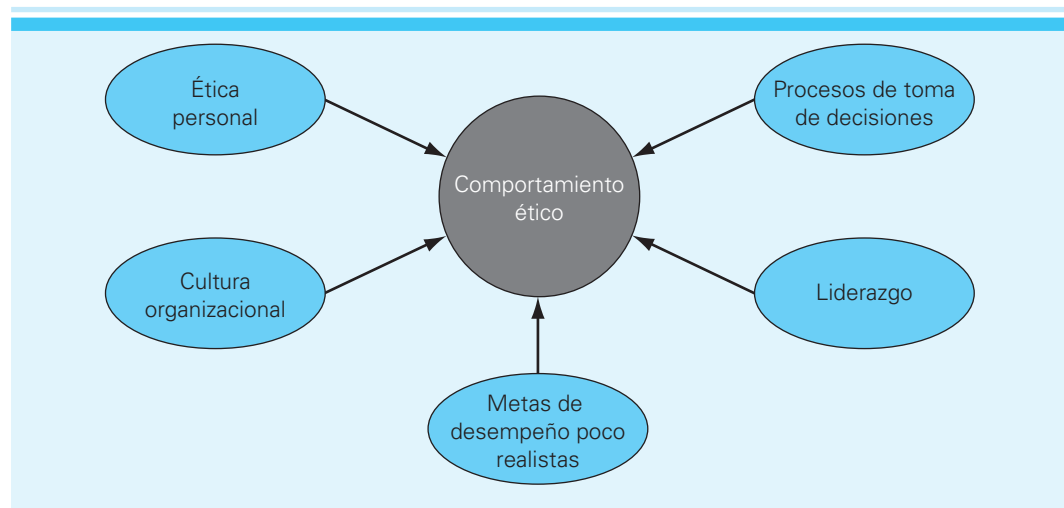 Ética
personal
Procesos de toma
de decisiones
Comportamiento
ético
Cultura
organizacional
Liderazgo
Metas de
desempeño poco
realistas